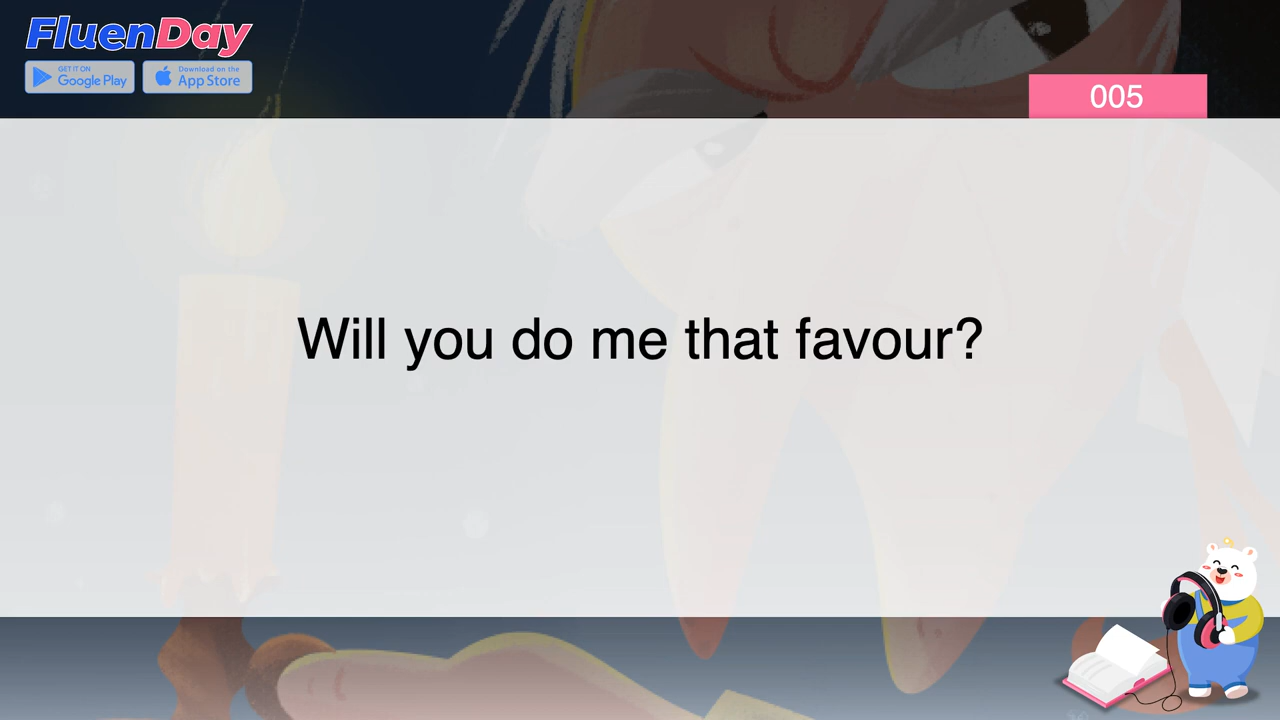 FluenDay
GET IT ON
Google Play
Download on the
App Store
005
Will you do me that favour?